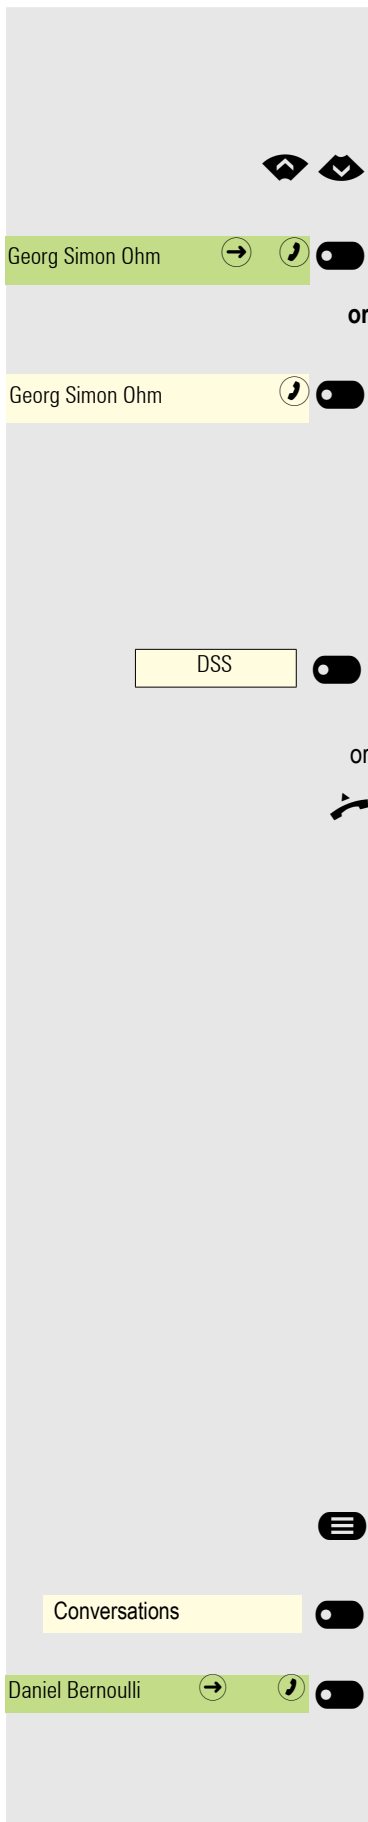 Georg Simon Ohm
or
Georg Simon Ohm
DSS
or
Conversations
Daniel Bernoulli